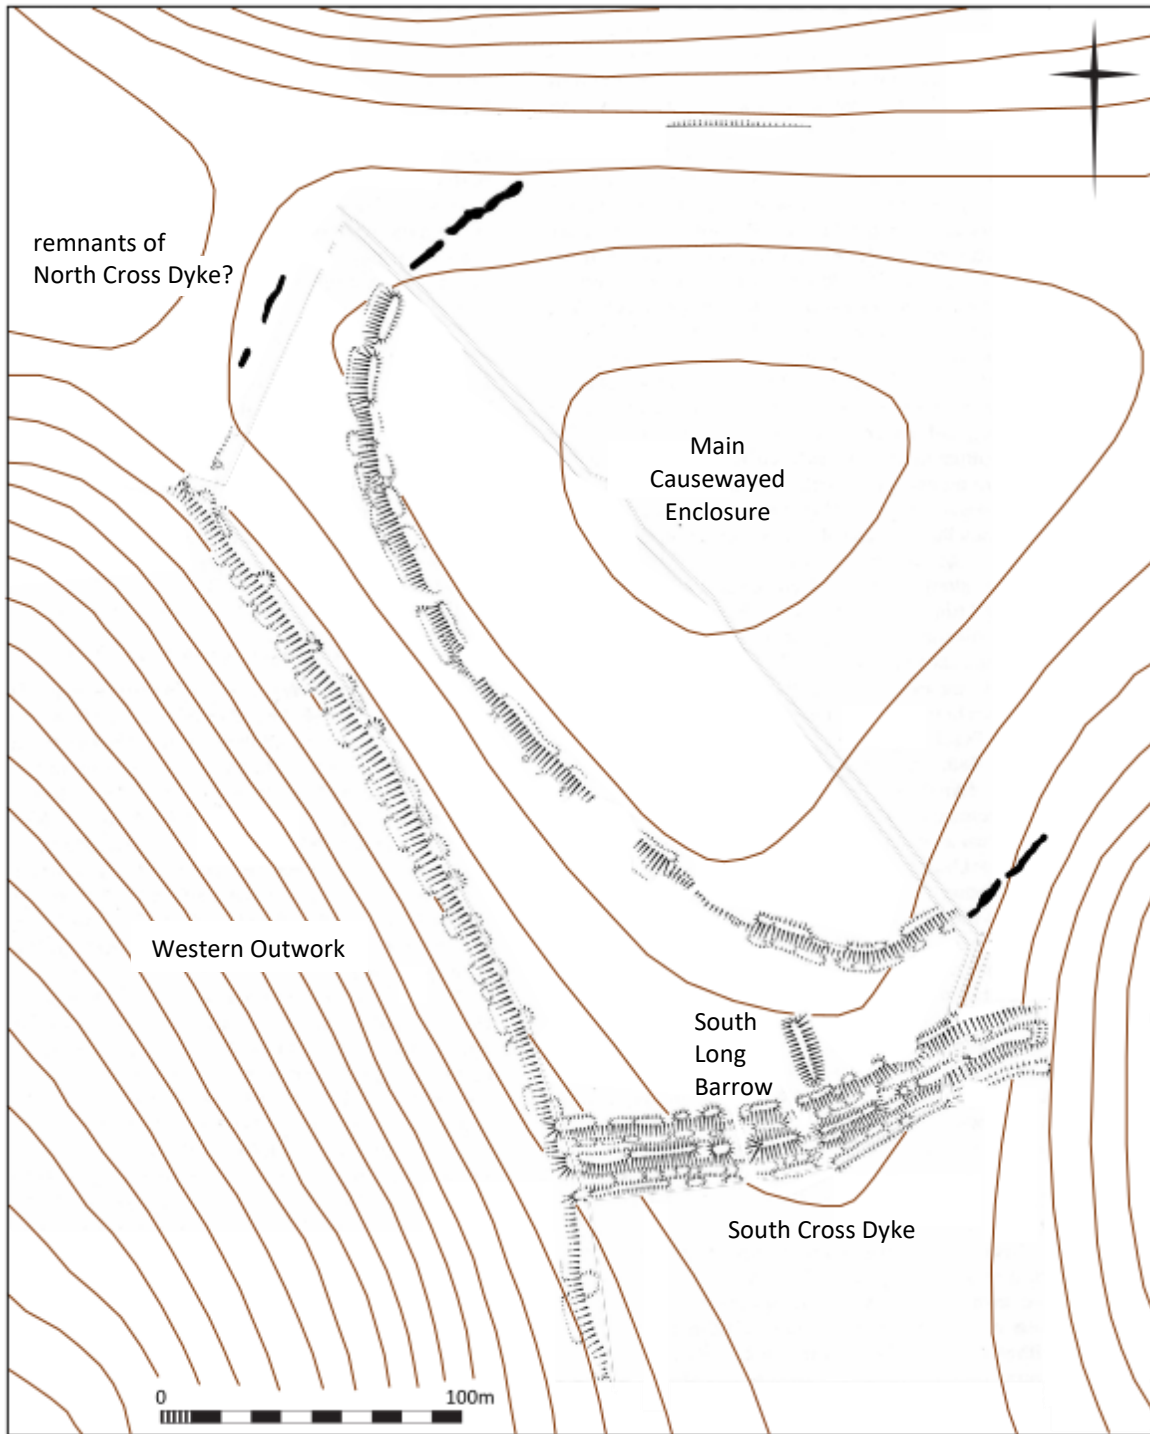 remnants of
North Cross Dyke?
Main
Causewayed
Enclosure
Western Outwork
South
Long
Barrow
South Cross Dyke
0 100m